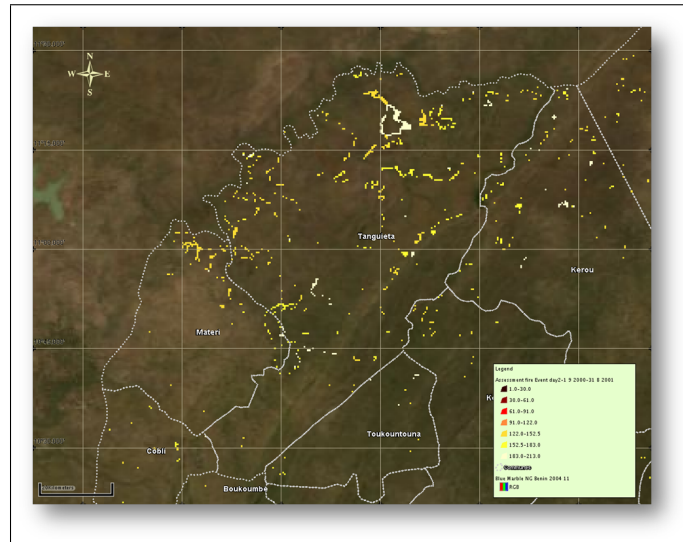 N
W E
S
Tanguieta
Kerou
Materi
Toukountouna
Cobli
Boukoumbe
Legend
Assessment fire Event day2-1 9 2000-31 8 2001
1.0-30.0
30.0-61.0
61.0-91.0
91.0-122.0
122.0-152.5
152.5-183.0
183.0-213.0
Communes
Blue Marble NG Benin 2004 11
RGB